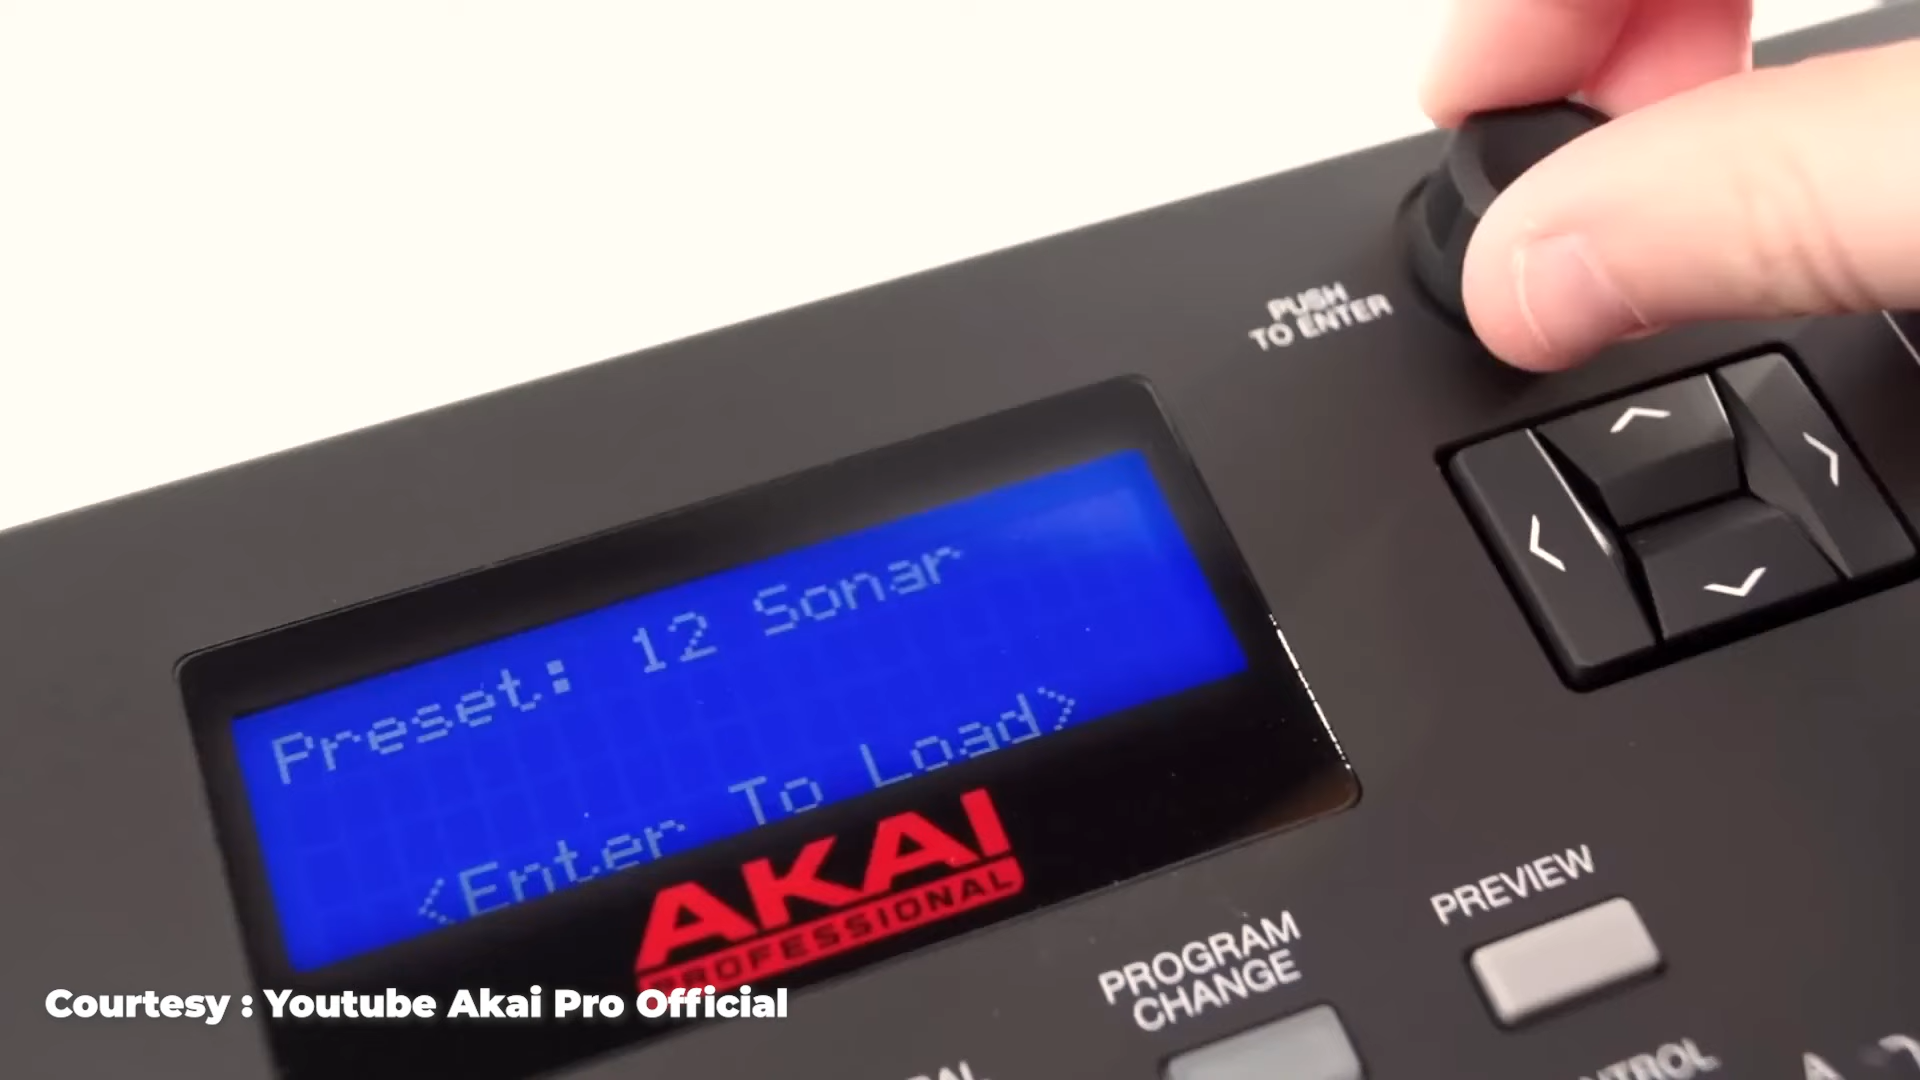 PUSH
TO ENTER
Preset: 12 Sonar
<Enter To Load>
AKAI
PROFESSIONAL
PREVIEW
PROGRAM
CHANGE
Courtesy : Youtube Akai Pro Official